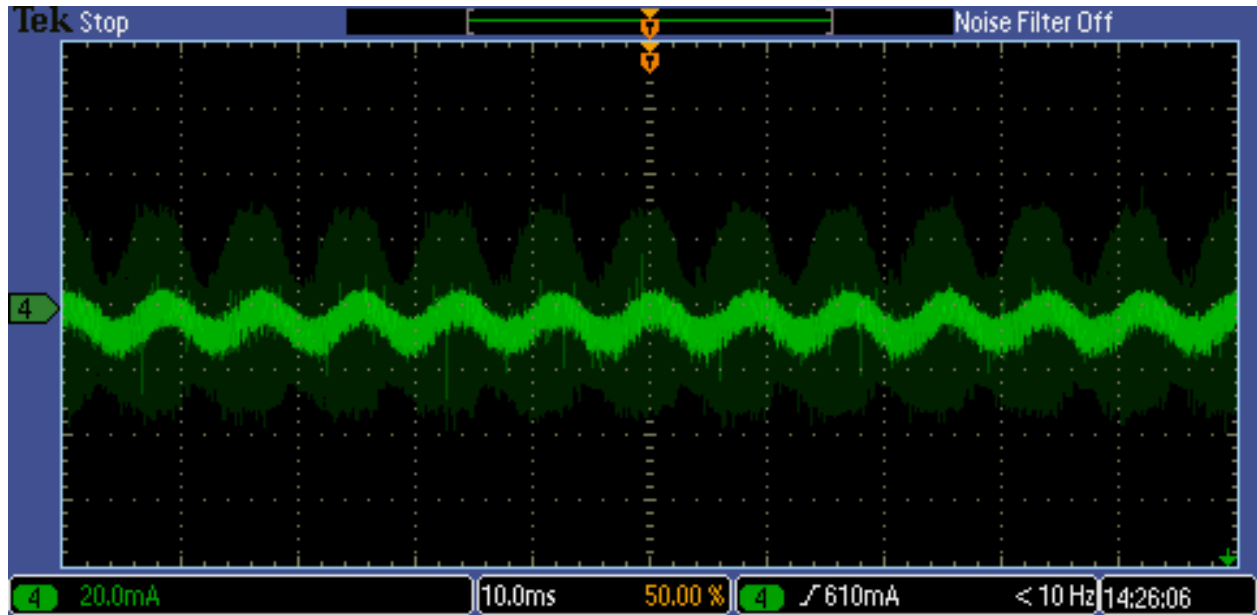 Tek Stop
Noise Filter Off
T
T
4
4 20.0mA
10.0ms 50.00 %
4 ʃ 610mA
< 10 Hz
14:26:06